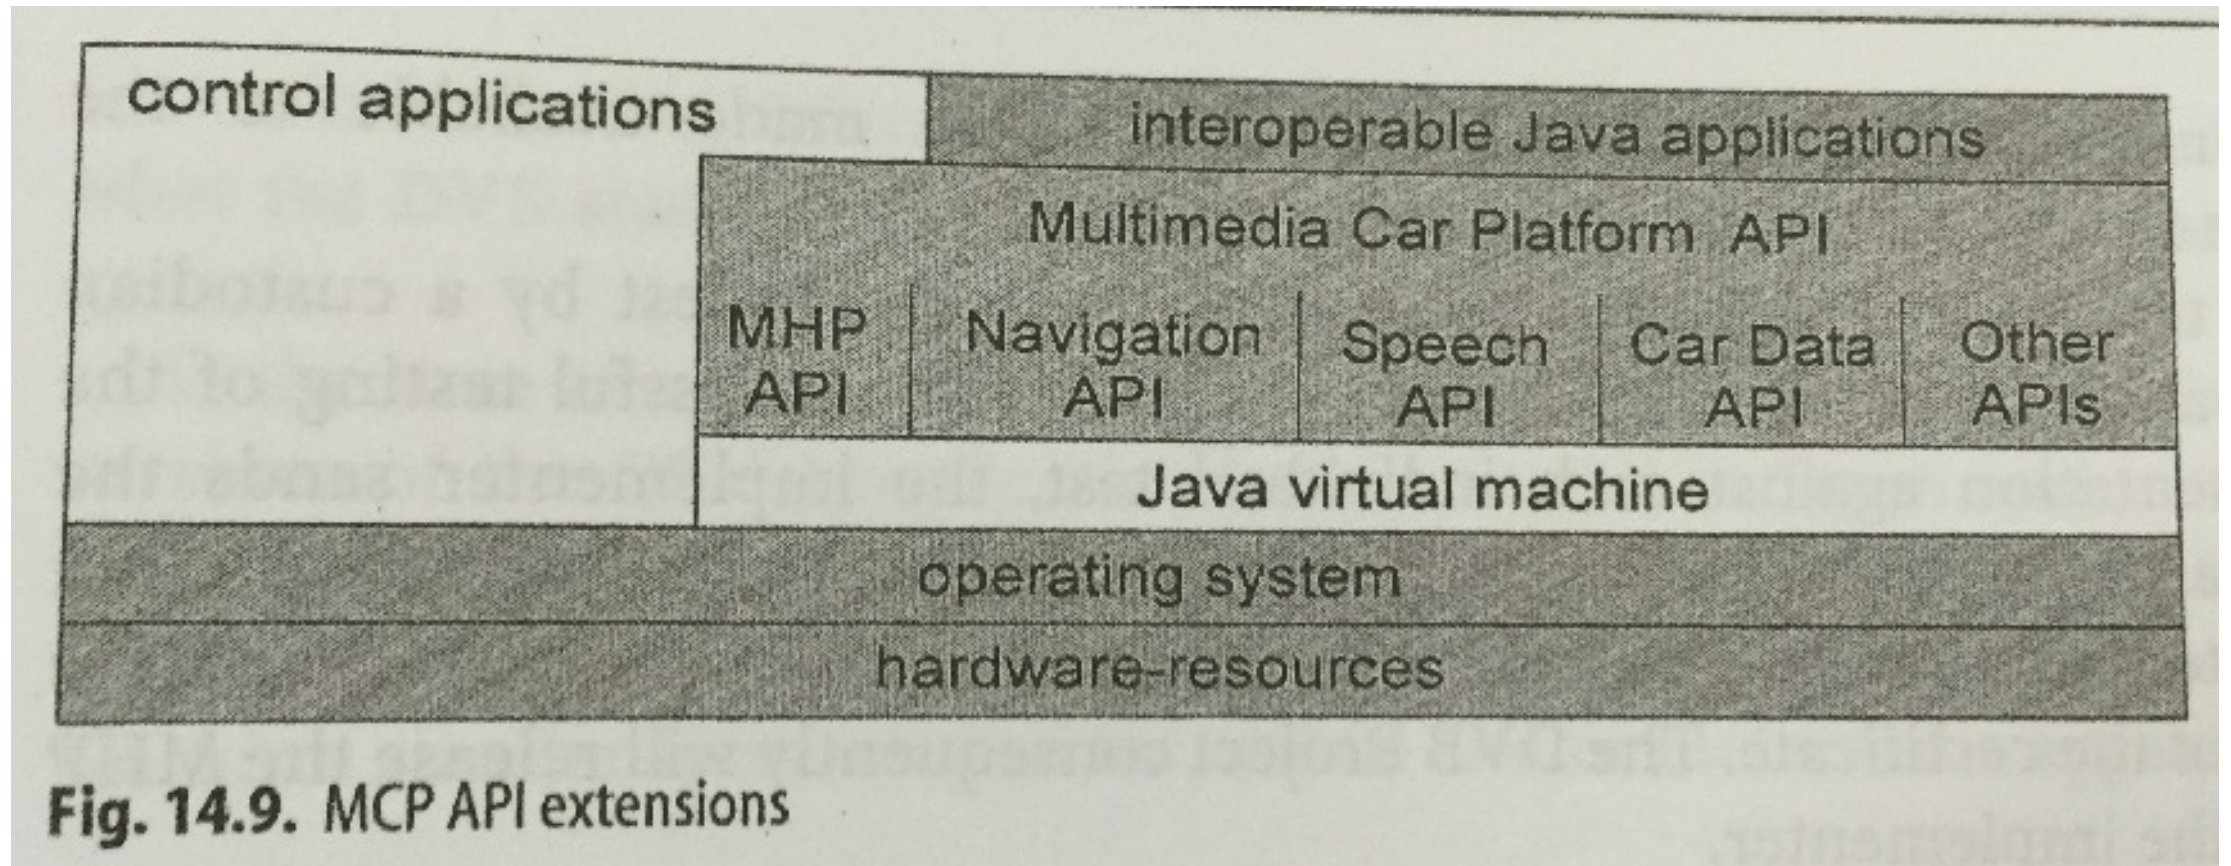 control applications
interoperable Java applications
Multimedia Car Platform API
MHP
API
Navigation
API
Speech
API
Car Data
API
Other
APIs
Java virtual machine
operating system
hardware-resources
Fig. 14.9. MCP API extensions